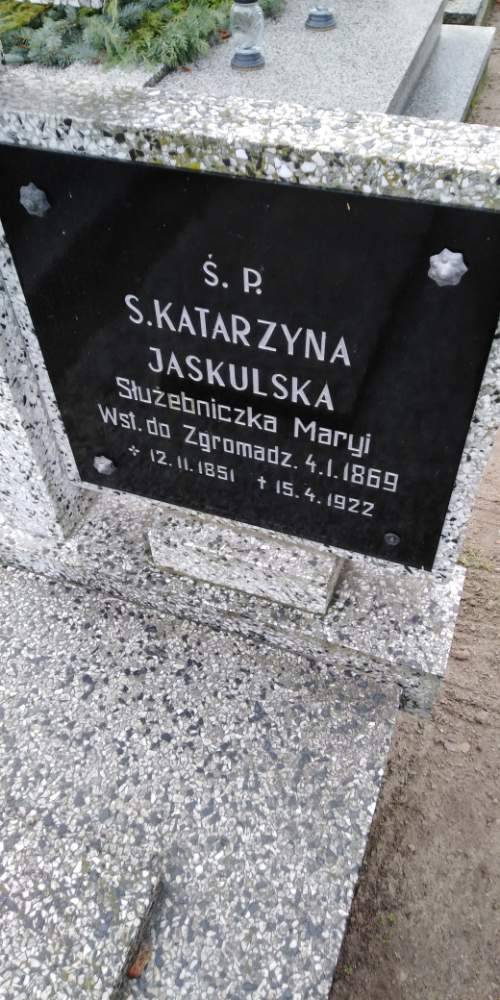 Ś. P.
S. KATARZYNA
JASKULSKA
Służebniczka Maryi
Wst. do Zgromadz. 4.1.1869
* 12.11.1851 † 15.4.1922